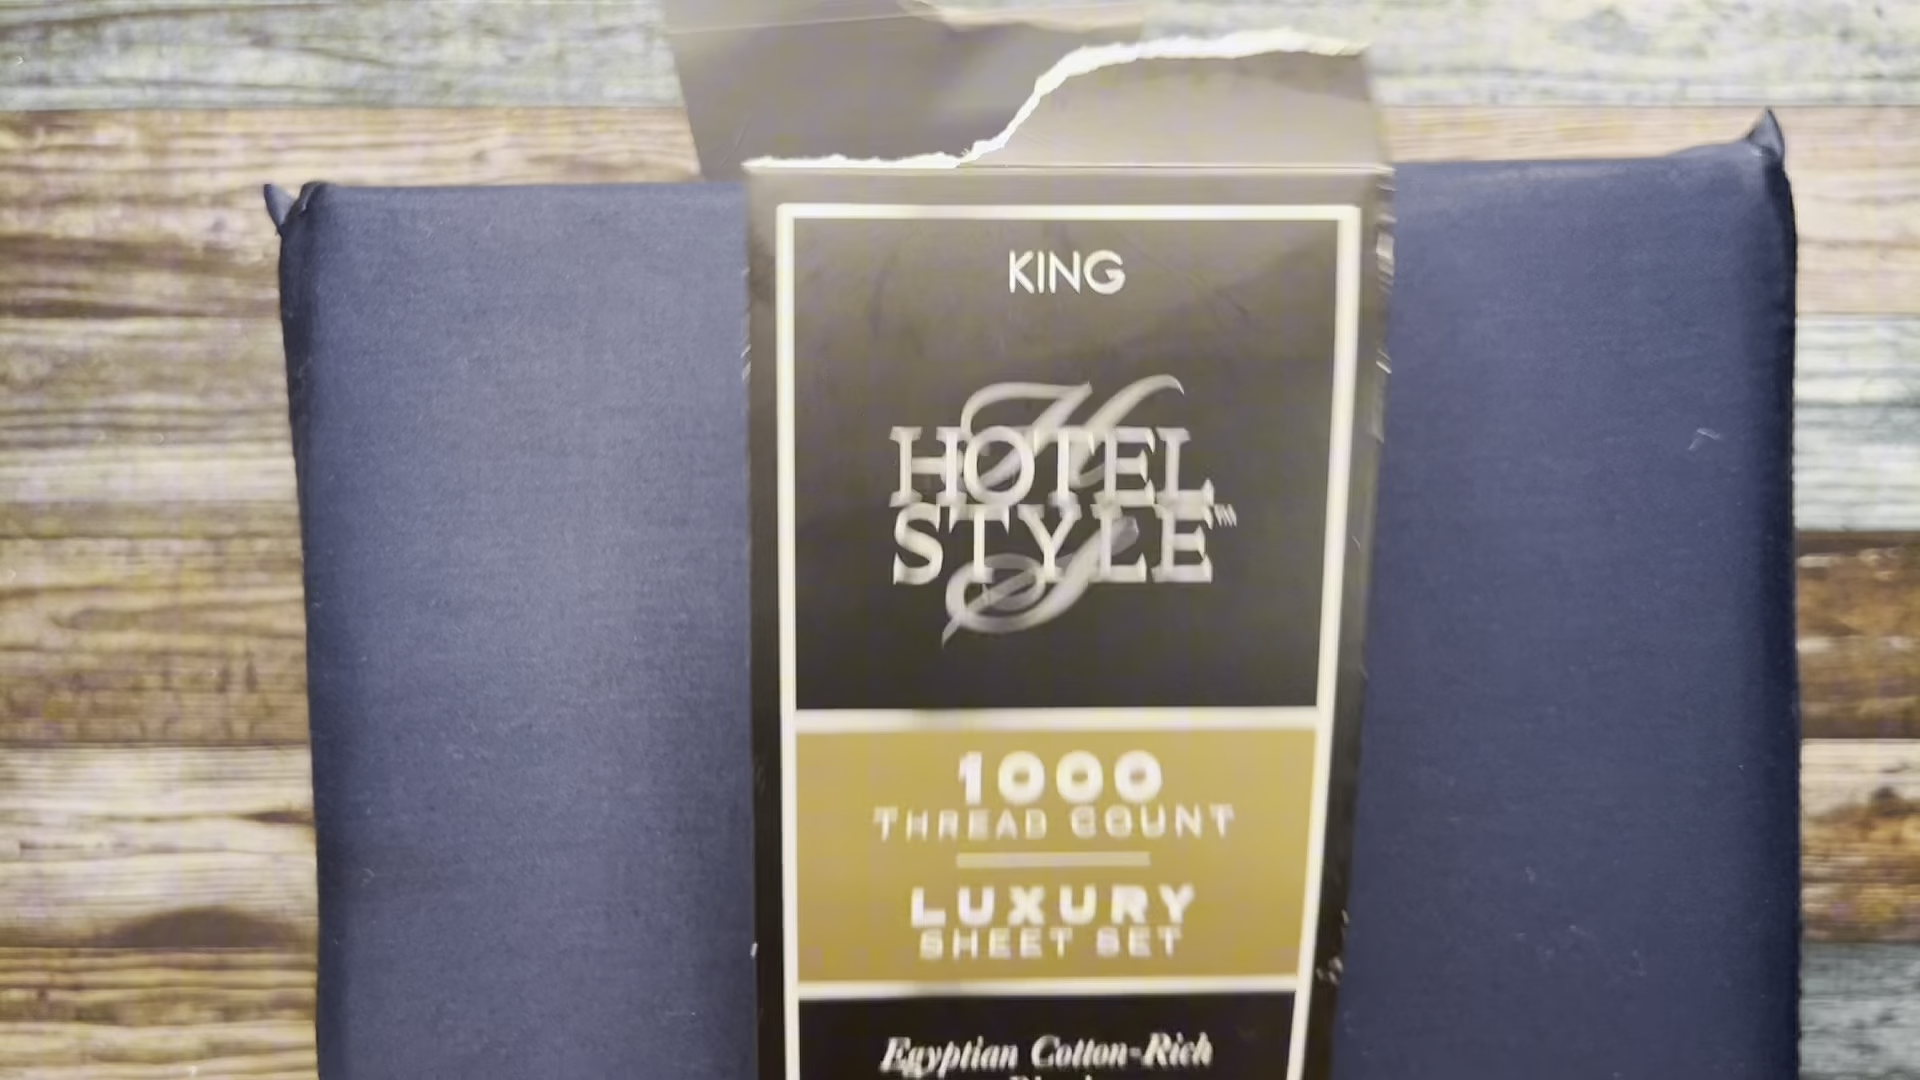 KING
HOTEL
STYLE™
1000
THREAD COUNT
LUXURY
SHEET SET
Egyptian Cotton-Rich